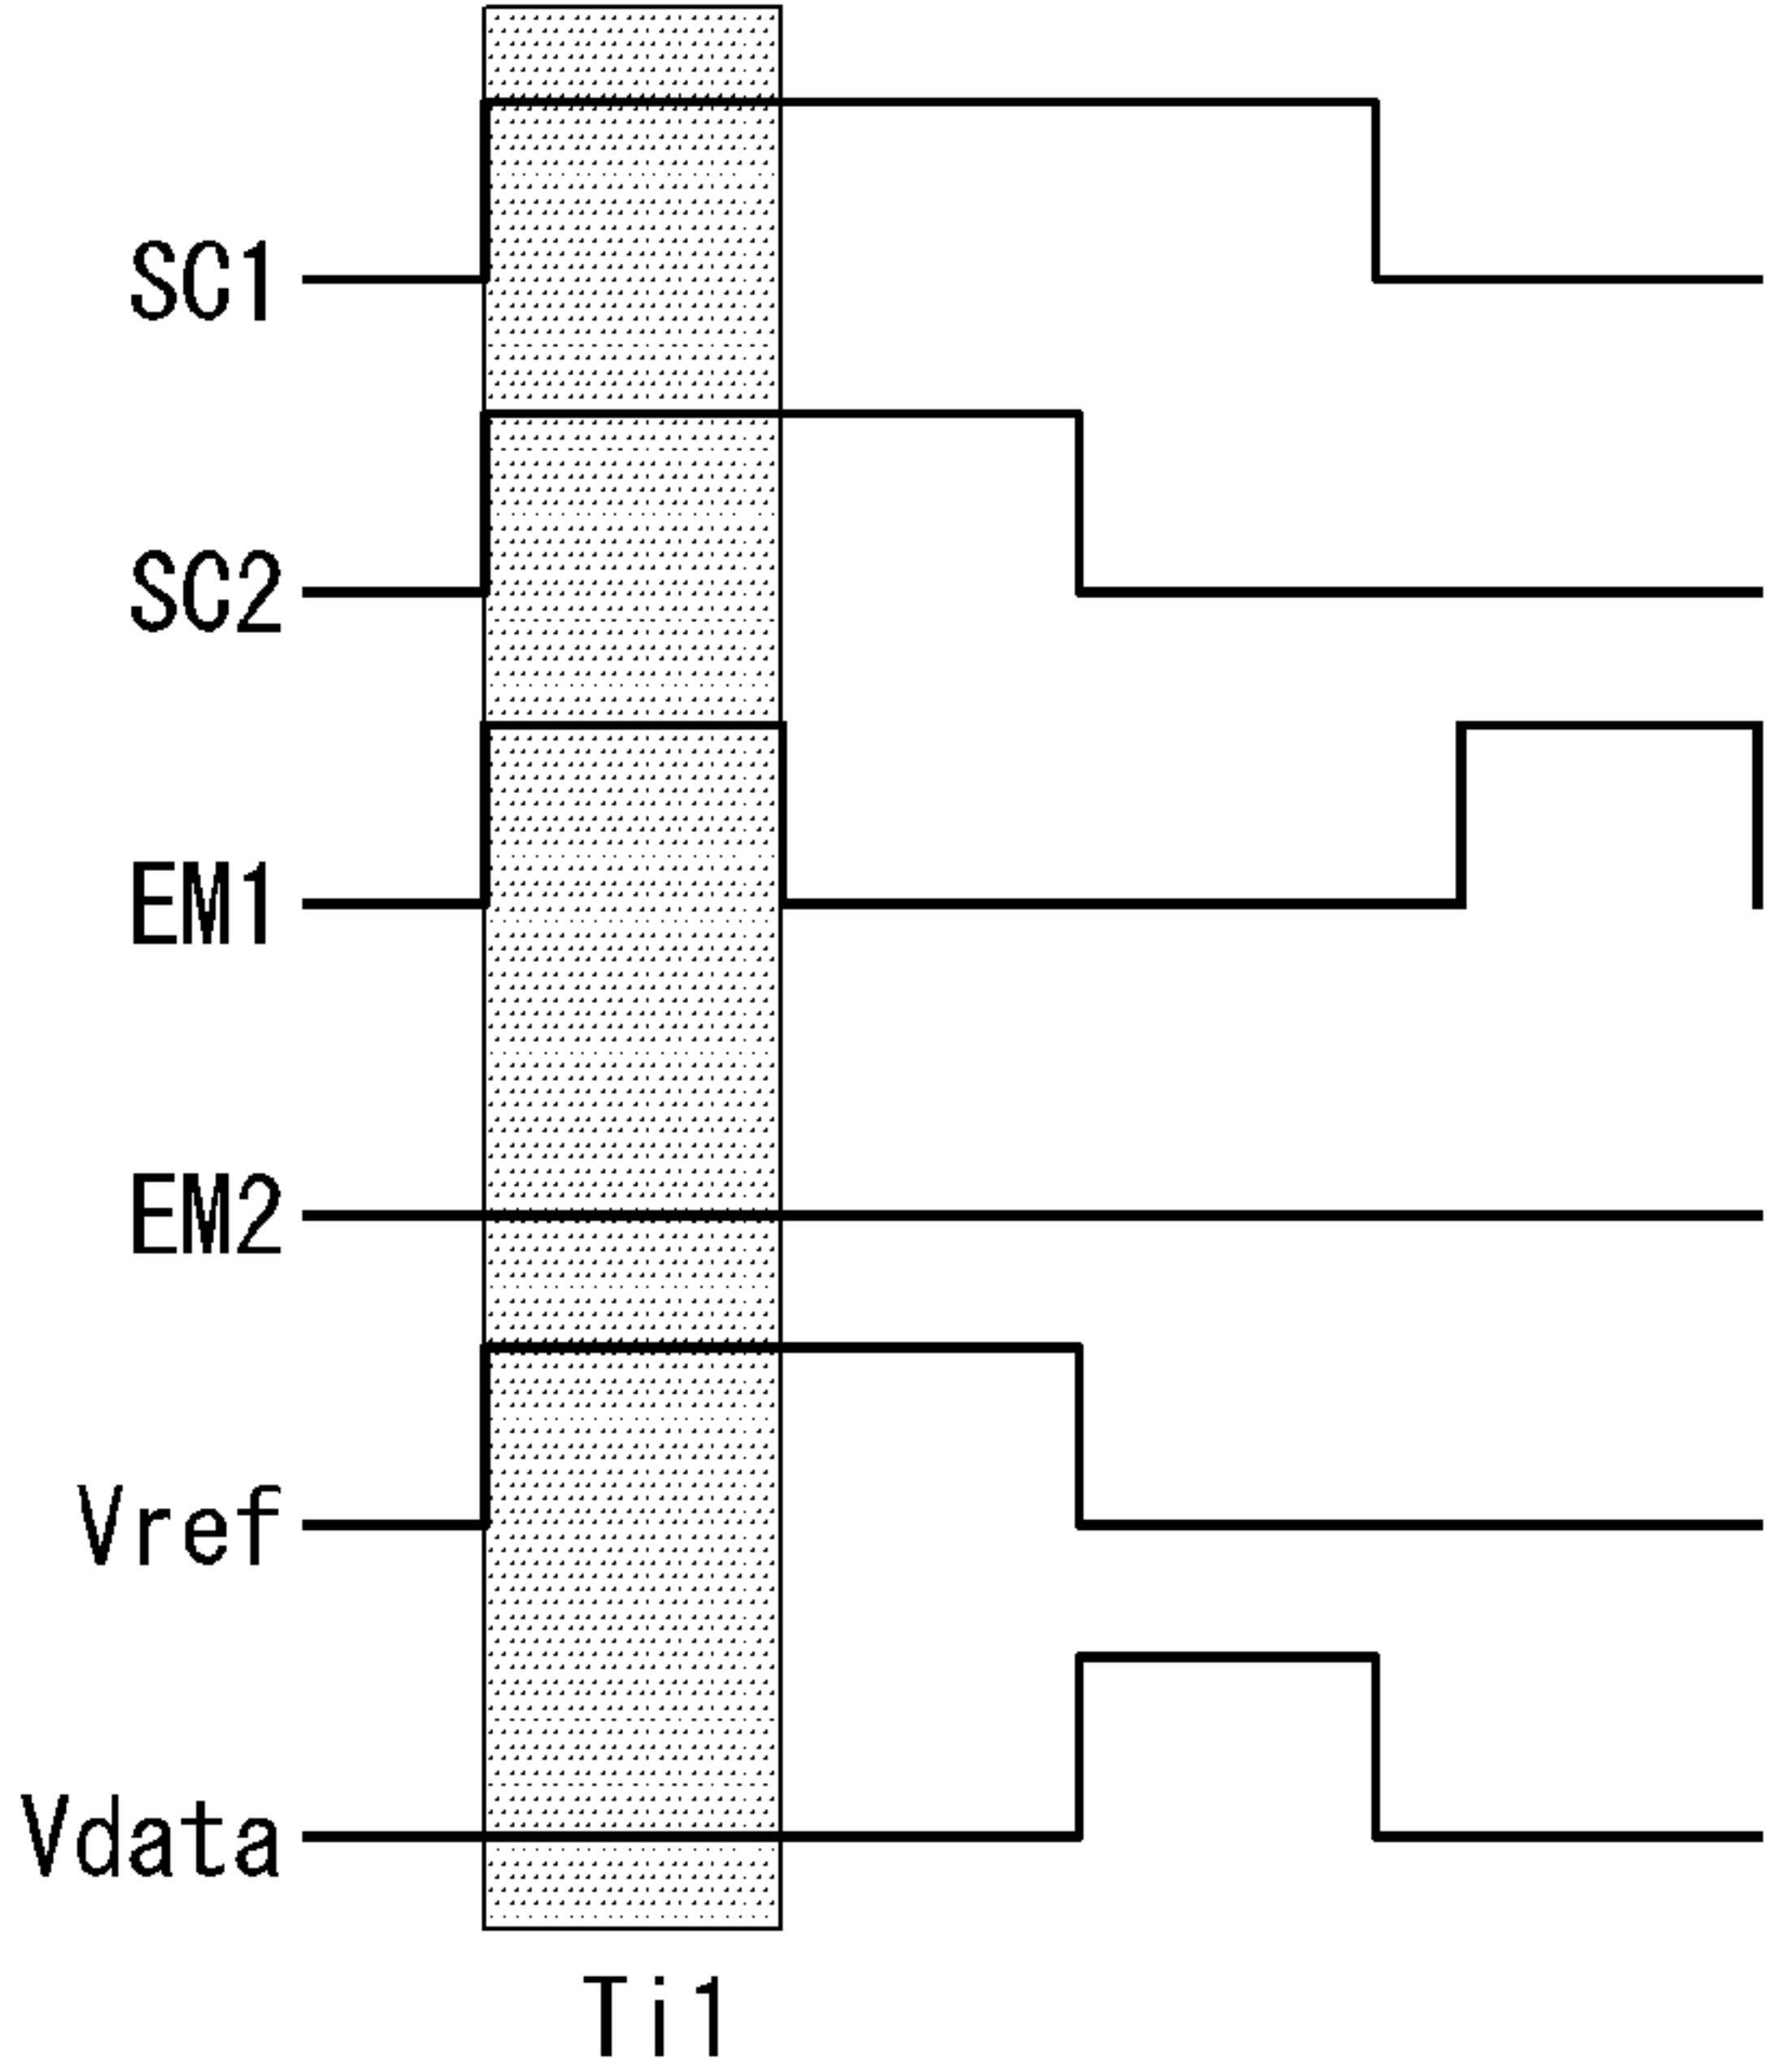 SC1
SC2
EM1
EM2
Vref
Vdata
Ti1